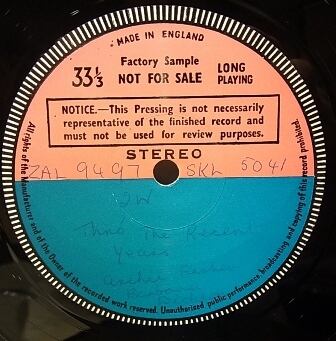 MADE IN ENGLAND
Factory Sample
33⅓ NOT FOR SALE LONG PLAYING
NOTICE.—This Pressing is not necessarily
representative of the finished record and
must not be used for review purposes.
STEREO
ZAL 9497 SKL 5041
2W
Thro The Recent
Years
All rights of the Manufacturer and of the Owner of the recorded work reserved. Unauthorised public performance, broadcasting and copying of this record prohibited.